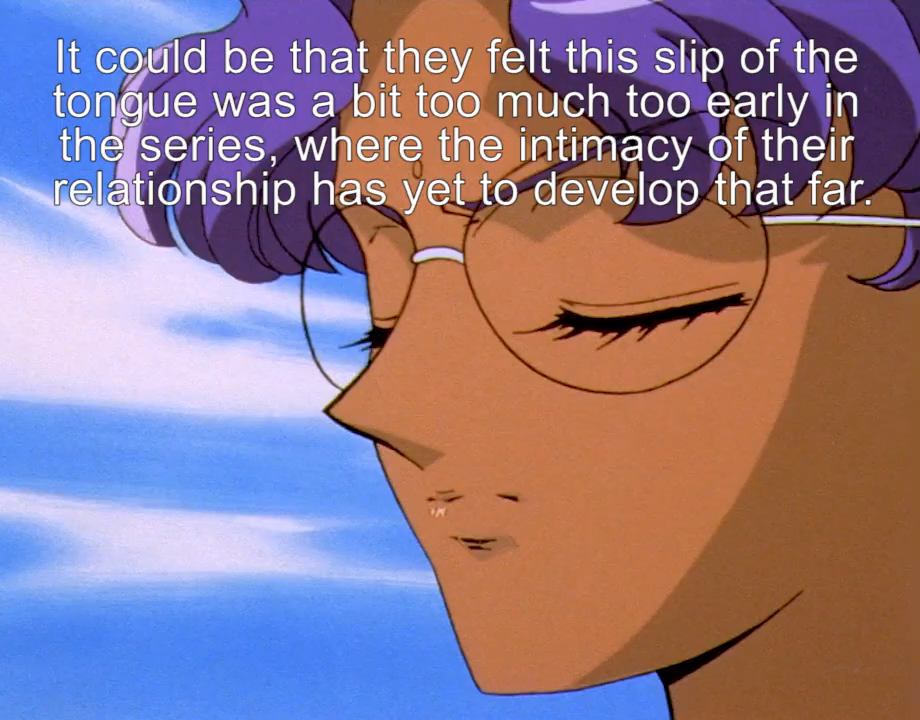 It could be that they felt this slip of the
tongue was a bit too much too early in
the series, where the intimacy of their
relationship has yet to develop that far.